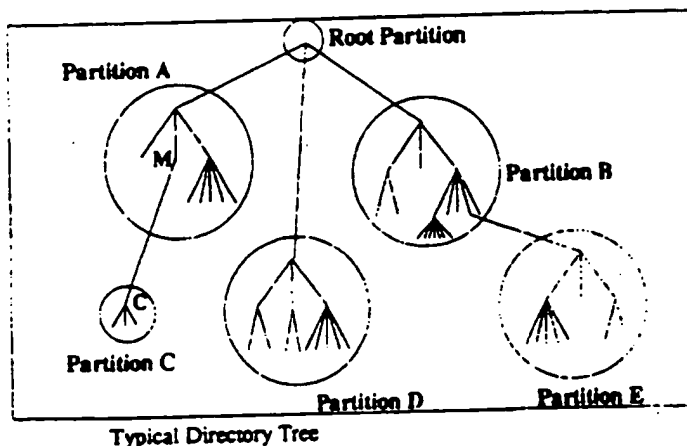 Root Partition
Partition A
M
Partition B
C
Partition C
Partition D
Partition E
Typical Directory Tree